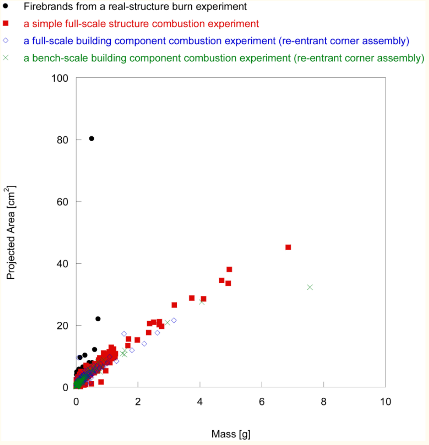 Firebrands from a real-structure burn experiment
a simple full-scale structure combustion experiment
a full-scale building component combustion experiment (re-entrant corner assembly)
a bench-scale building component combustion experiment (re-entrant corner assembly)
100
80
60
40
20
0
0
2
4
6
8
10
Projected Area [cm²]
Mass [g]